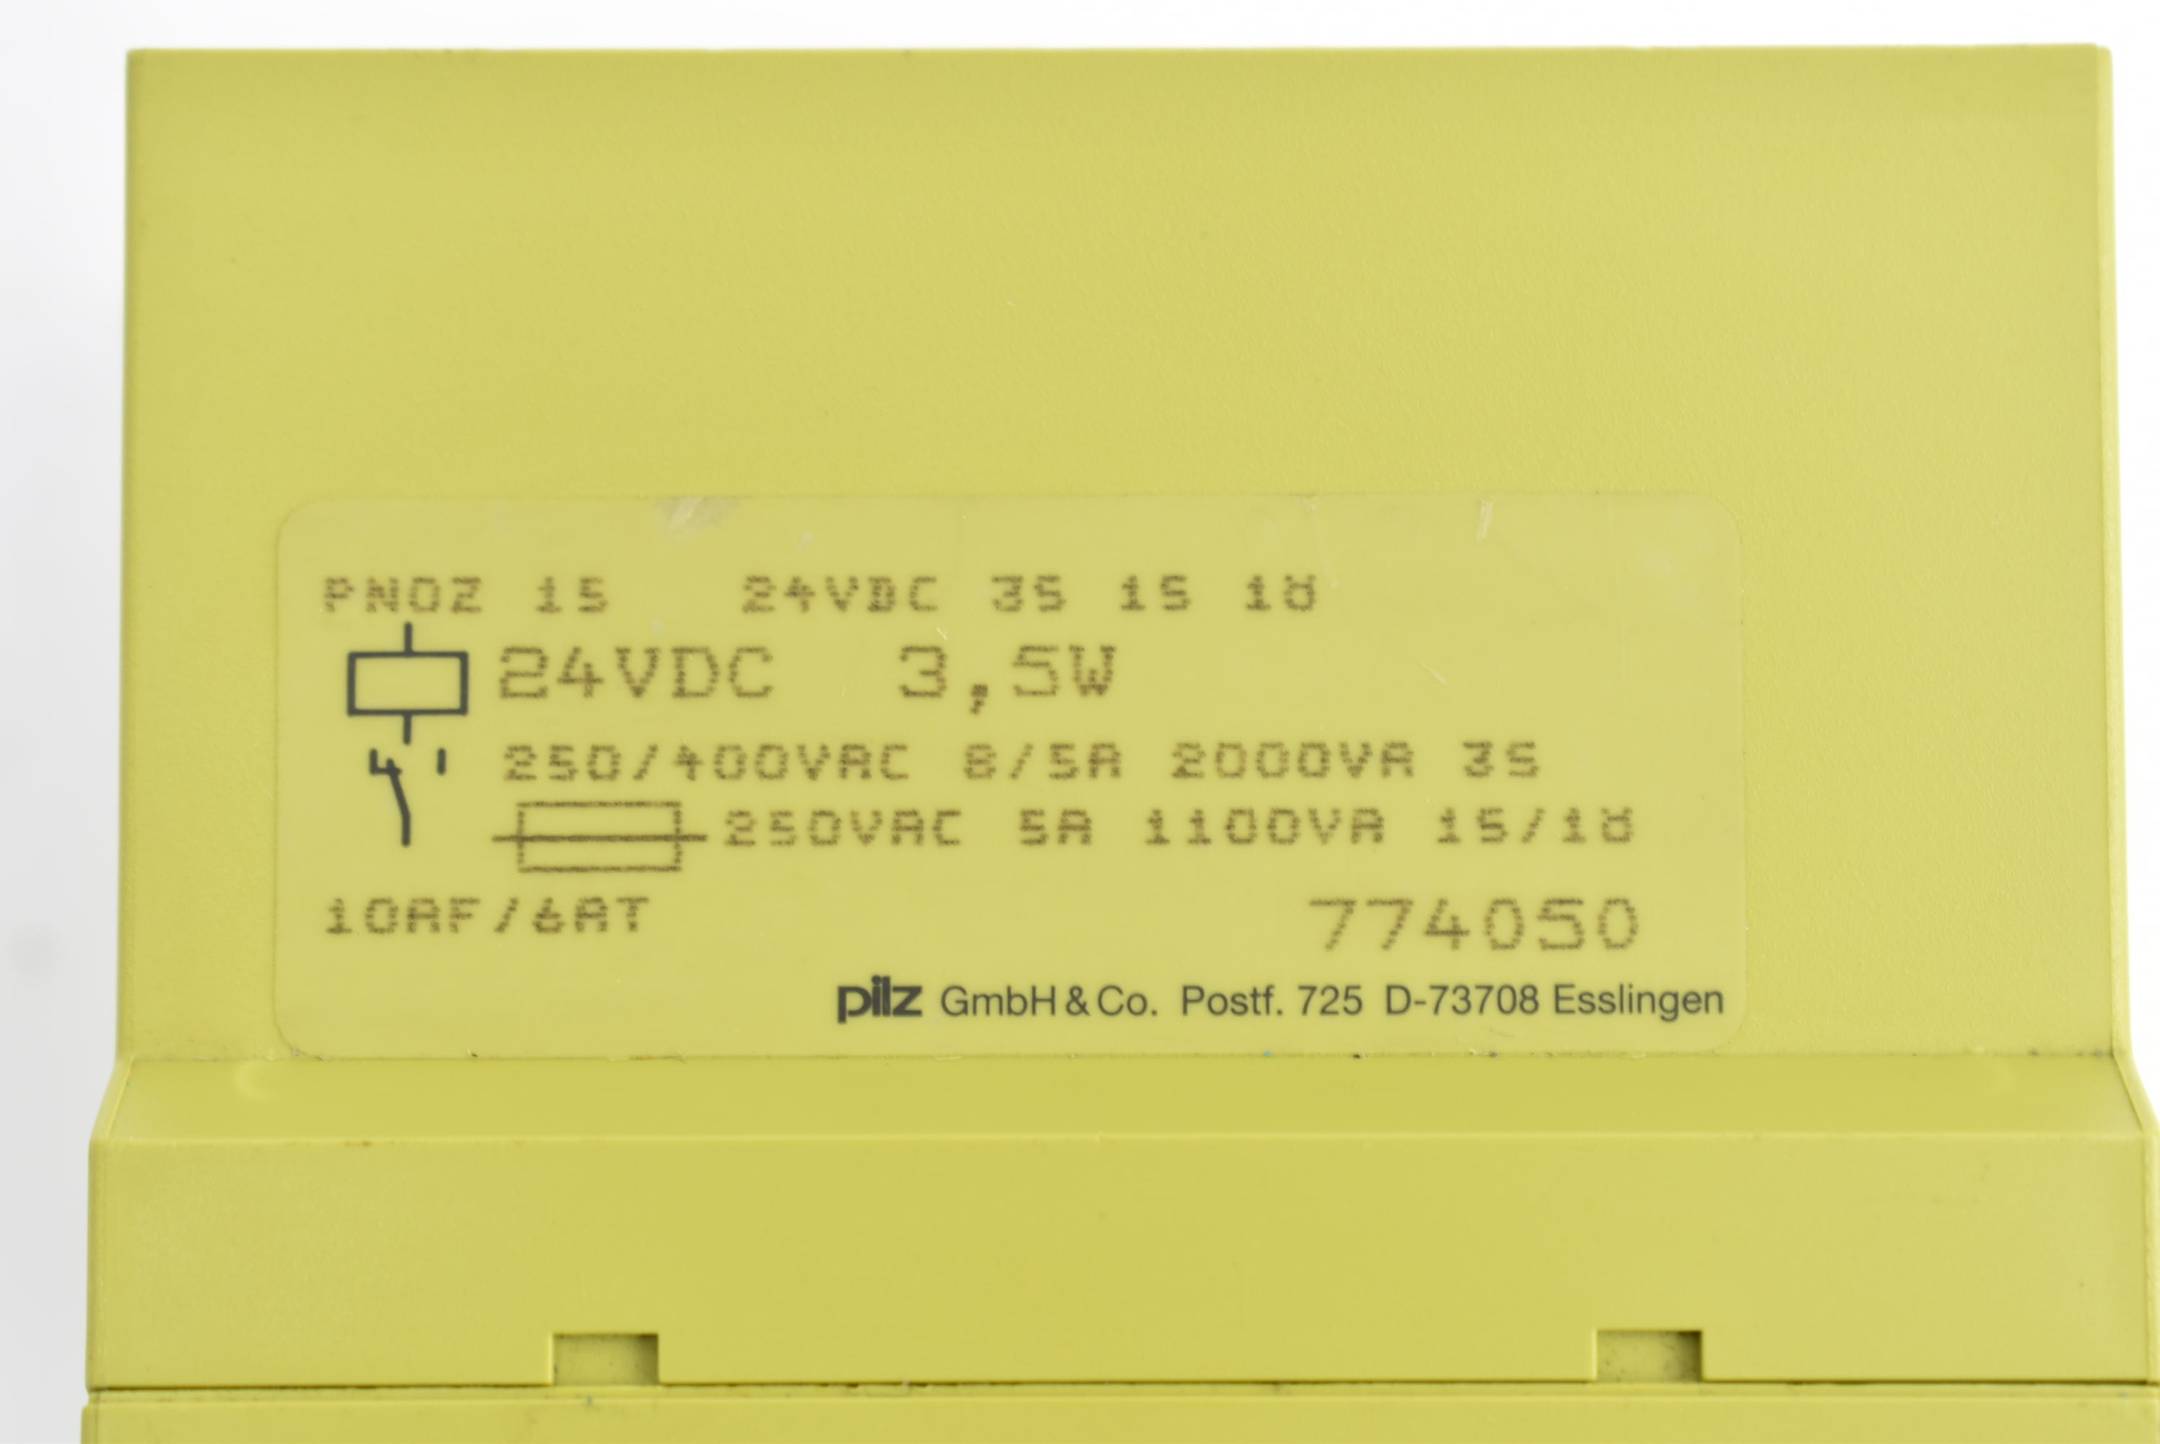 PNOZ 15 24VDC 3S 1S 1Ö
24VDC 3,5W
250/400VAC 8/5A 2000VA 3S
250VAC 5A 1100VA 1S/1Ö
10AF/6AT
774050
pilz GmbH & Co. Postf. 725 D-73708 Esslingen